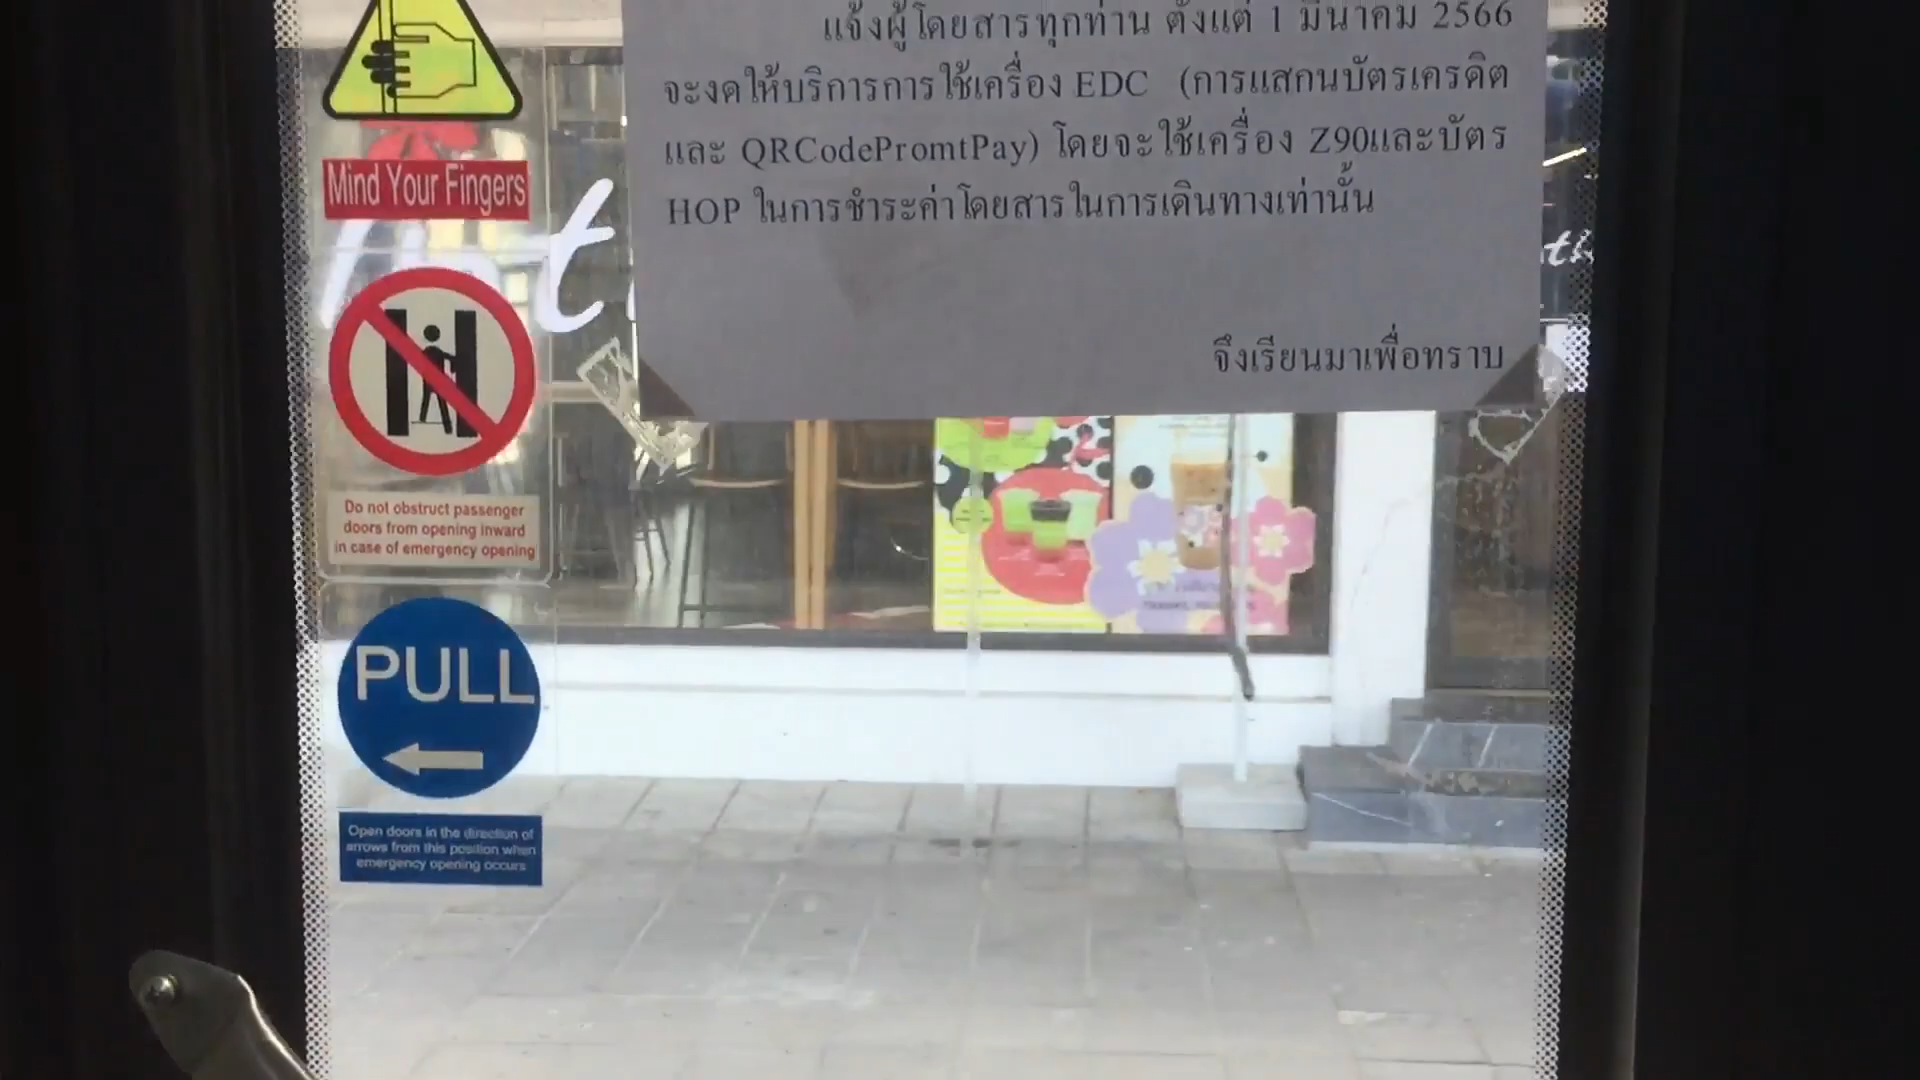 แจ้งผู้โดยสารทุกท่าน ตั้งแต่ 1 มีนาคม 2566
จะงดให้บริการการใช้เครื่อง EDC (การแสกนบัตรเครดิต
และ QRCodePromtPay) โดยจะใช้เครื่อง Z90และบัตร
HOP ในการชำระค่าโดยสารในการเดินทางเท่านั้น
จึงเรียนมาเพื่อทราบ
Mind Your Fingers
Do not obstruct passenger
doors from opening inward
in case of emergency opening
PULL
Open doors in the direction of
arrows from this position when
emergency opening occurs